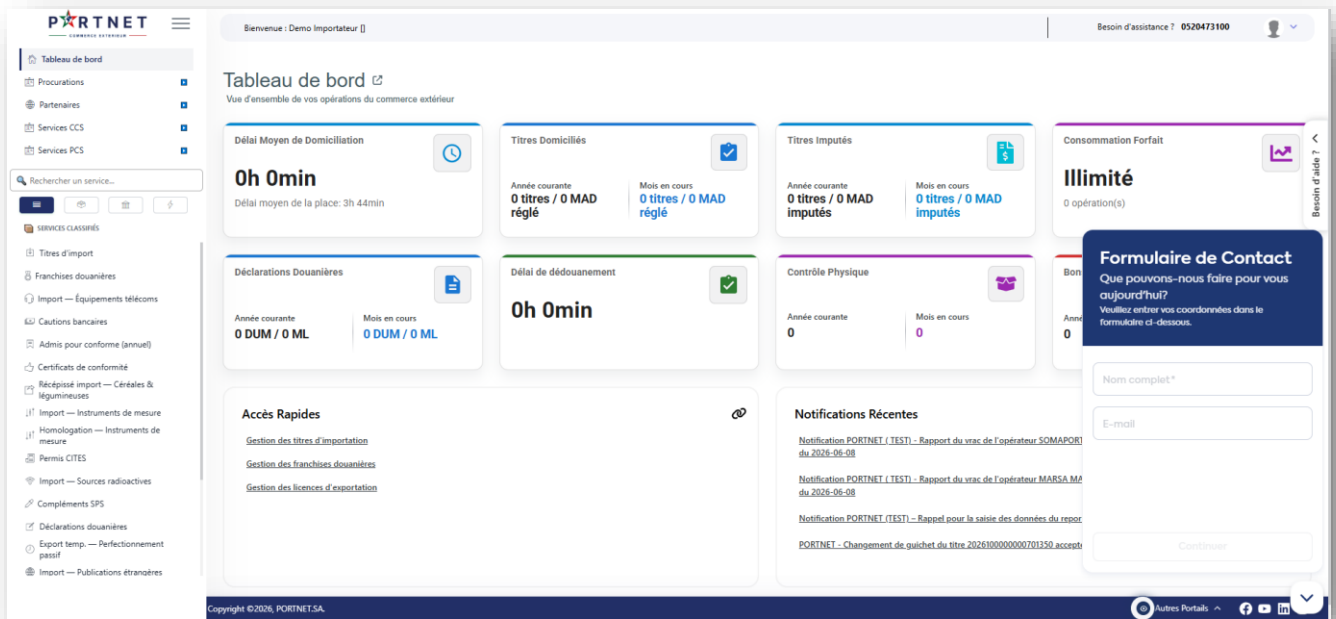 PORTNET
COMMERCE EXTERIEUR
Bienvenue : Demo Importateur []
Besoin d'assistance ? 0520473100
Tableau de bord
Procurations
Partenaires
Services CCS
Services PCS
Rechercher un service...
SERVICES CLASSIFIÉS
Titres d'import
Franchises douanières
Import — Équipements télécoms
Cautions bancaires
Admis pour conforme (annuel)
Certificats de conformité
Récépissé import — Céréales &
légumineuses
Import — Instruments de mesure
Homologation — Instruments de
mesure
Permis CITES
Import — Sources radioactives
Compléments SPS
Déclarations douanières
Export temp. — Perfectionnement
passif
Import — Publications étrangères
Tableau de bord
Vue d'ensemble de vos opérations du commerce extérieur
Délai Moyen de Domiciliation
0h 0min
Délai moyen de la place: 3h 44min
Titres Domiciliés
Année courante
0 titres / 0 MAD
réglé
Mois en cours
0 titres / 0 MAD
réglé
Titres Imputés
Année courante
0 titres / 0 MAD
imputés
Mois en cours
0 titres / 0 MAD
imputés
Consommation Forfait
Illimité
0 opération(s)
Besoin d'aide ?
Déclarations Douanières
Année courante
0 DUM / 0 ML
Mois en cours
0 DUM / 0 ML
Délai de dédouanement
0h 0min
Contrôle Physique
Année courante
0
Mois en cours
0
Bon
Anné
0
Formulaire de Contact
Que pouvons-nous faire pour vous
aujourd'hui?
Veuillez entrer vos coordonnées dans le
formulaire ci-dessous.
Nom complet*
E-mail
Continuer
Accès Rapides
Gestion des titres d'importation
Gestion des franchises douanières
Gestion des licences d'exportation
Notifications Récentes
Notification PORTNET ( TEST) - Rapport du vrac de l'opérateur SOMAPORT
du 2026-06-08
Notification PORTNET ( TEST) - Rapport du vrac de l'opérateur MARSA MA
du 2026-06-08
Notification PORTNET (TEST) – Rappel pour la saisie des données du repor
PORTNET - Changement de guichet du titre 2026100000000701350 accepté
Copyright ©2026, PORTNET.SA.
Autres Portails